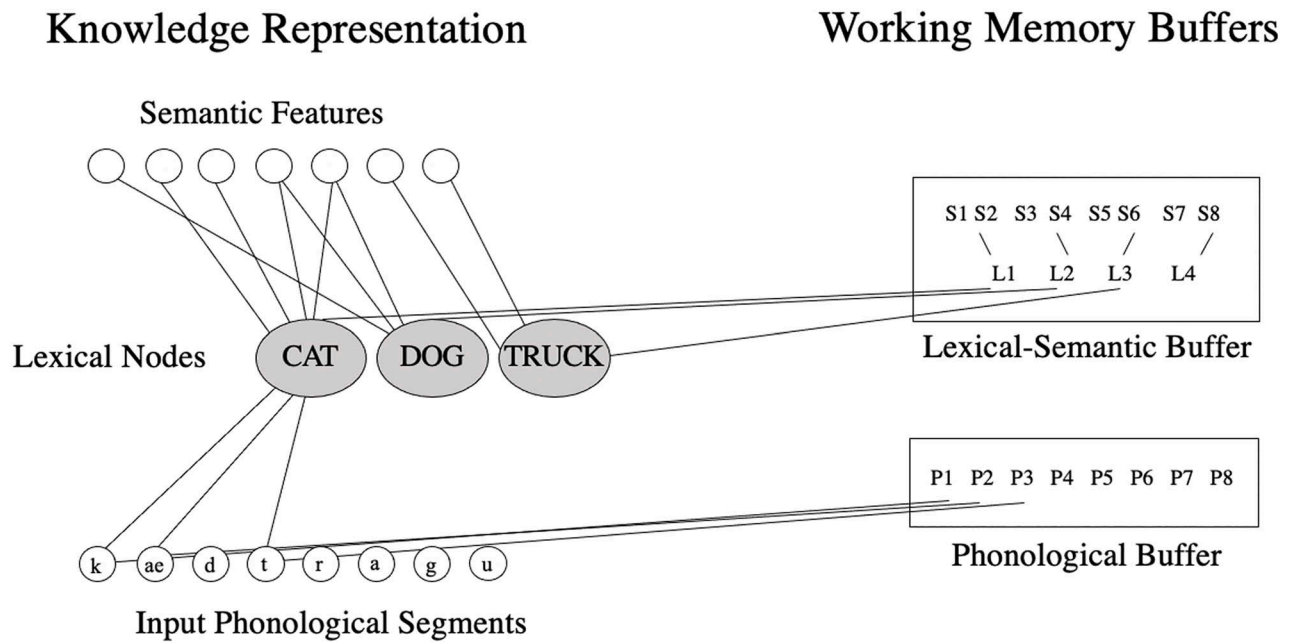 Knowledge Representation
Working Memory Buffers
Semantic Features
S1 S2 S3 S4 S5 S6 S7 S8
L1 L2 L3 L4
Lexical-Semantic Buffer
Lexical Nodes
CAT DOG TRUCK
P1 P2 P3 P4 P5 P6 P7 P8
Phonological Buffer
k ae d t r a g u
Input Phonological Segments